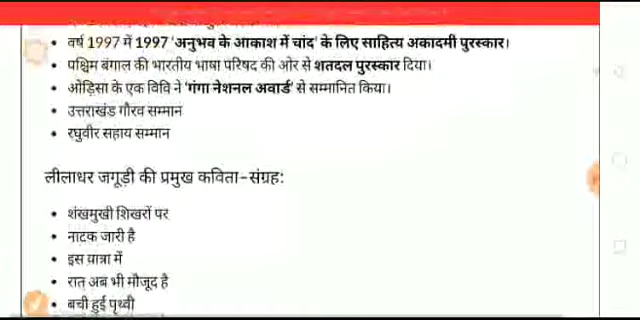 वर्ष 1997 में 1997 'अनुभव के आकाश में चांद' के लिए साहित्य अकादमी पुरस्कार।
पश्चिम बंगाल की भारतीय भाषा परिषद की ओर से शतदल पुरस्कार दिया।
ओड़िसा के एक विवि ने 'गंगा नेशनल अवार्ड' से सम्मानित किया।
उत्तराखंड गौरव सम्मान
रघुवीर सहाय सम्मान
लीलाधर जगूड़ी की प्रमुख कविता-संग्रह:
शंखमुखी शिखरों पर
नाटक जारी है
इस यात्रा में
रात अब भी मौजूद है
बची हुई पृथ्वी